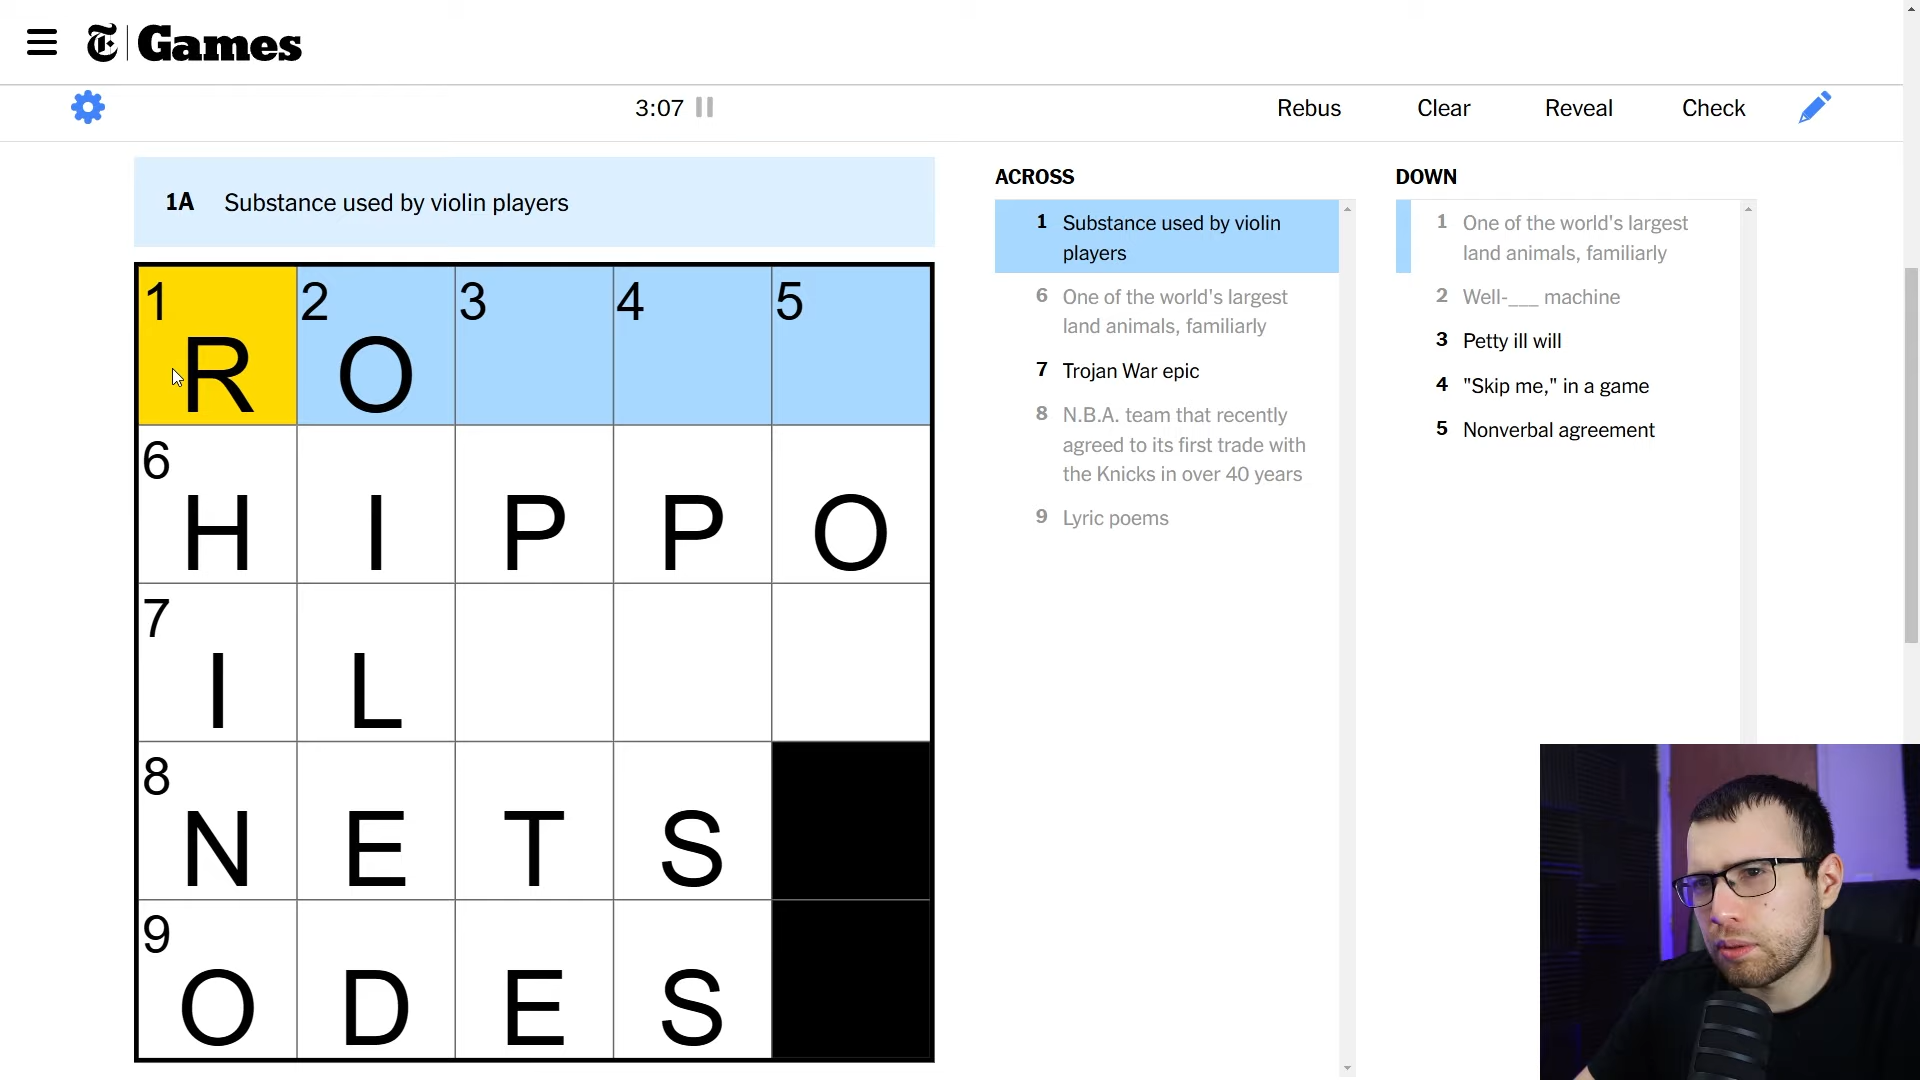 T Games
3:07
Rebus
Clear
Reveal
Check
1A Substance used by violin players
1 R 2 O 3 4 5
6 H I P P O
7 I L
8 N E T S
9 O D E S
ACROSS
1 Substance used by violin
players
6 One of the world's largest
land animals, familiarly
7 Trojan War epic
8 N.B.A. team that recently
agreed to its first trade with
the Knicks in over 40 years
9 Lyric poems
DOWN
1 One of the world's largest
land animals, familiarly
2 Well-___ machine
3 Petty ill will
4 "Skip me," in a game
5 Nonverbal agreement